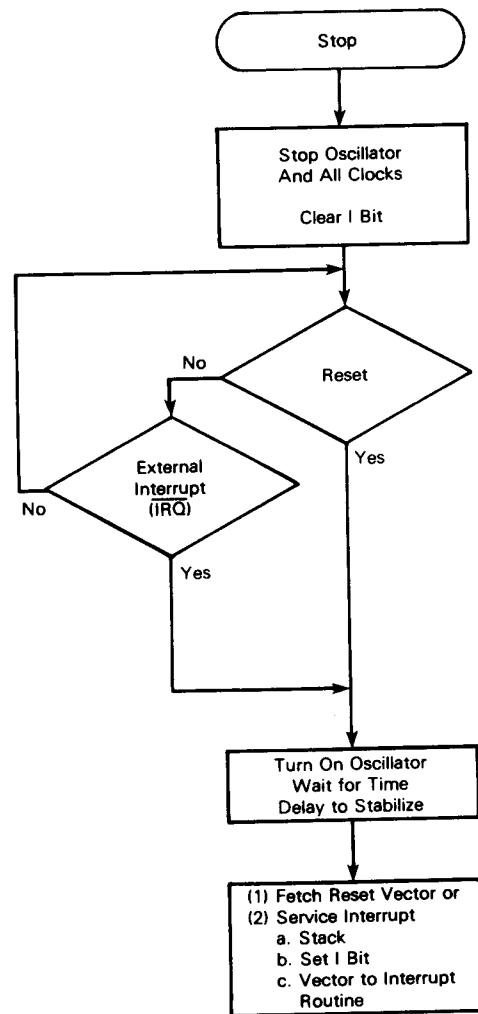 Stop
Stop Oscillator
And All Clocks
Clear I Bit
Reset
No
Yes
External
Interrupt
(I̅R̅Q̅)
No
Yes
Turn On Oscillator
Wait for Time
Delay to Stabilize
(1) Fetch Reset Vector or
(2) Service Interrupt
a. Stack
b. Set I Bit
c. Vector to Interrupt
Routine